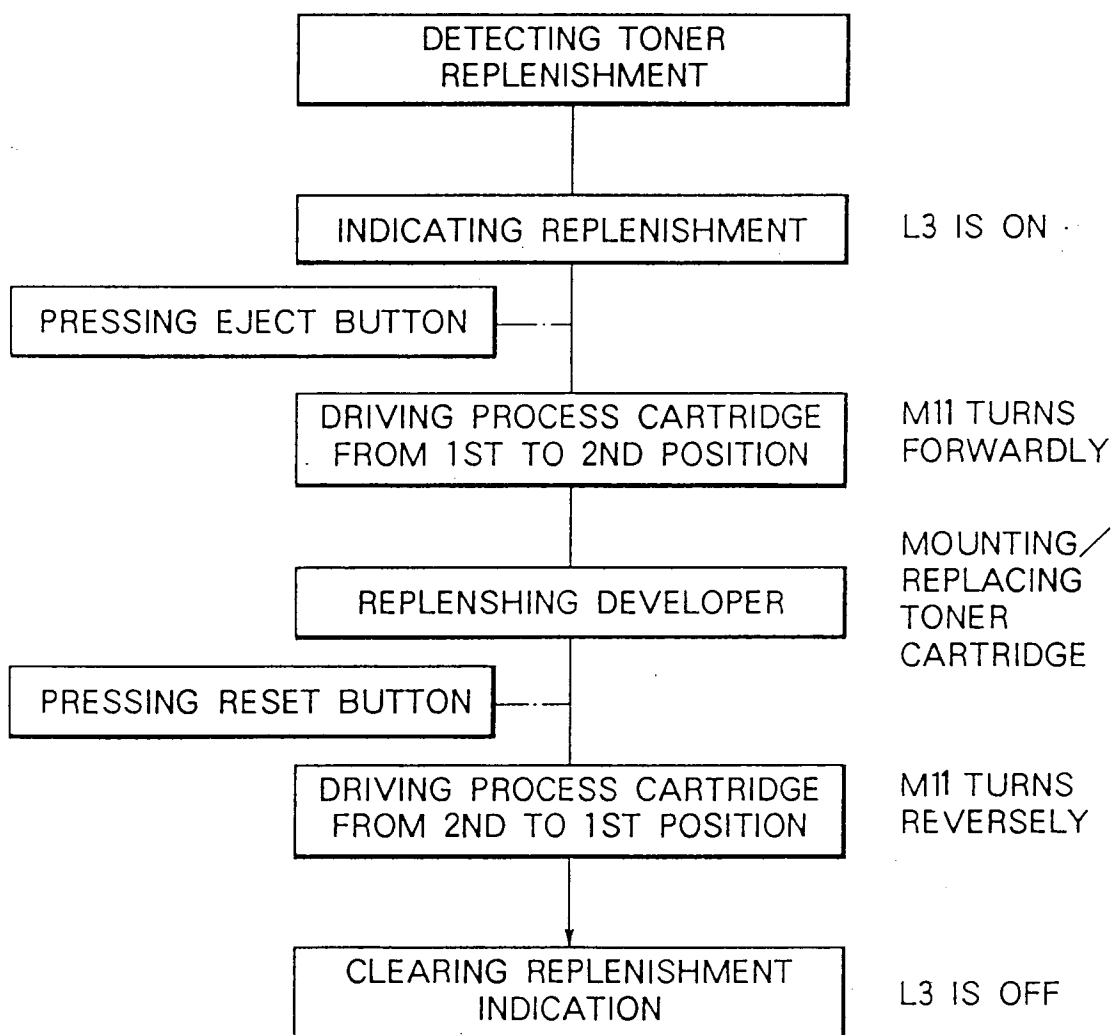 DETECTING TONER
REPLENISHMENT
INDICATING REPLENISHMENT
L3 IS ON
PRESSING EJECT BUTTON
DRIVING PROCESS CARTRIDGE
FROM 1ST TO 2ND POSITION
M11 TURNS
FORWARDLY
REPLENSHING DEVELOPER
MOUNTING/
REPLACING
TONER
CARTRIDGE
PRESSING RESET BUTTON
DRIVING PROCESS CARTRIDGE
FROM 2ND TO 1ST POSITION
M11 TURNS
REVERSELY
CLEARING REPLENISHMENT
INDICATION
L3 IS OFF